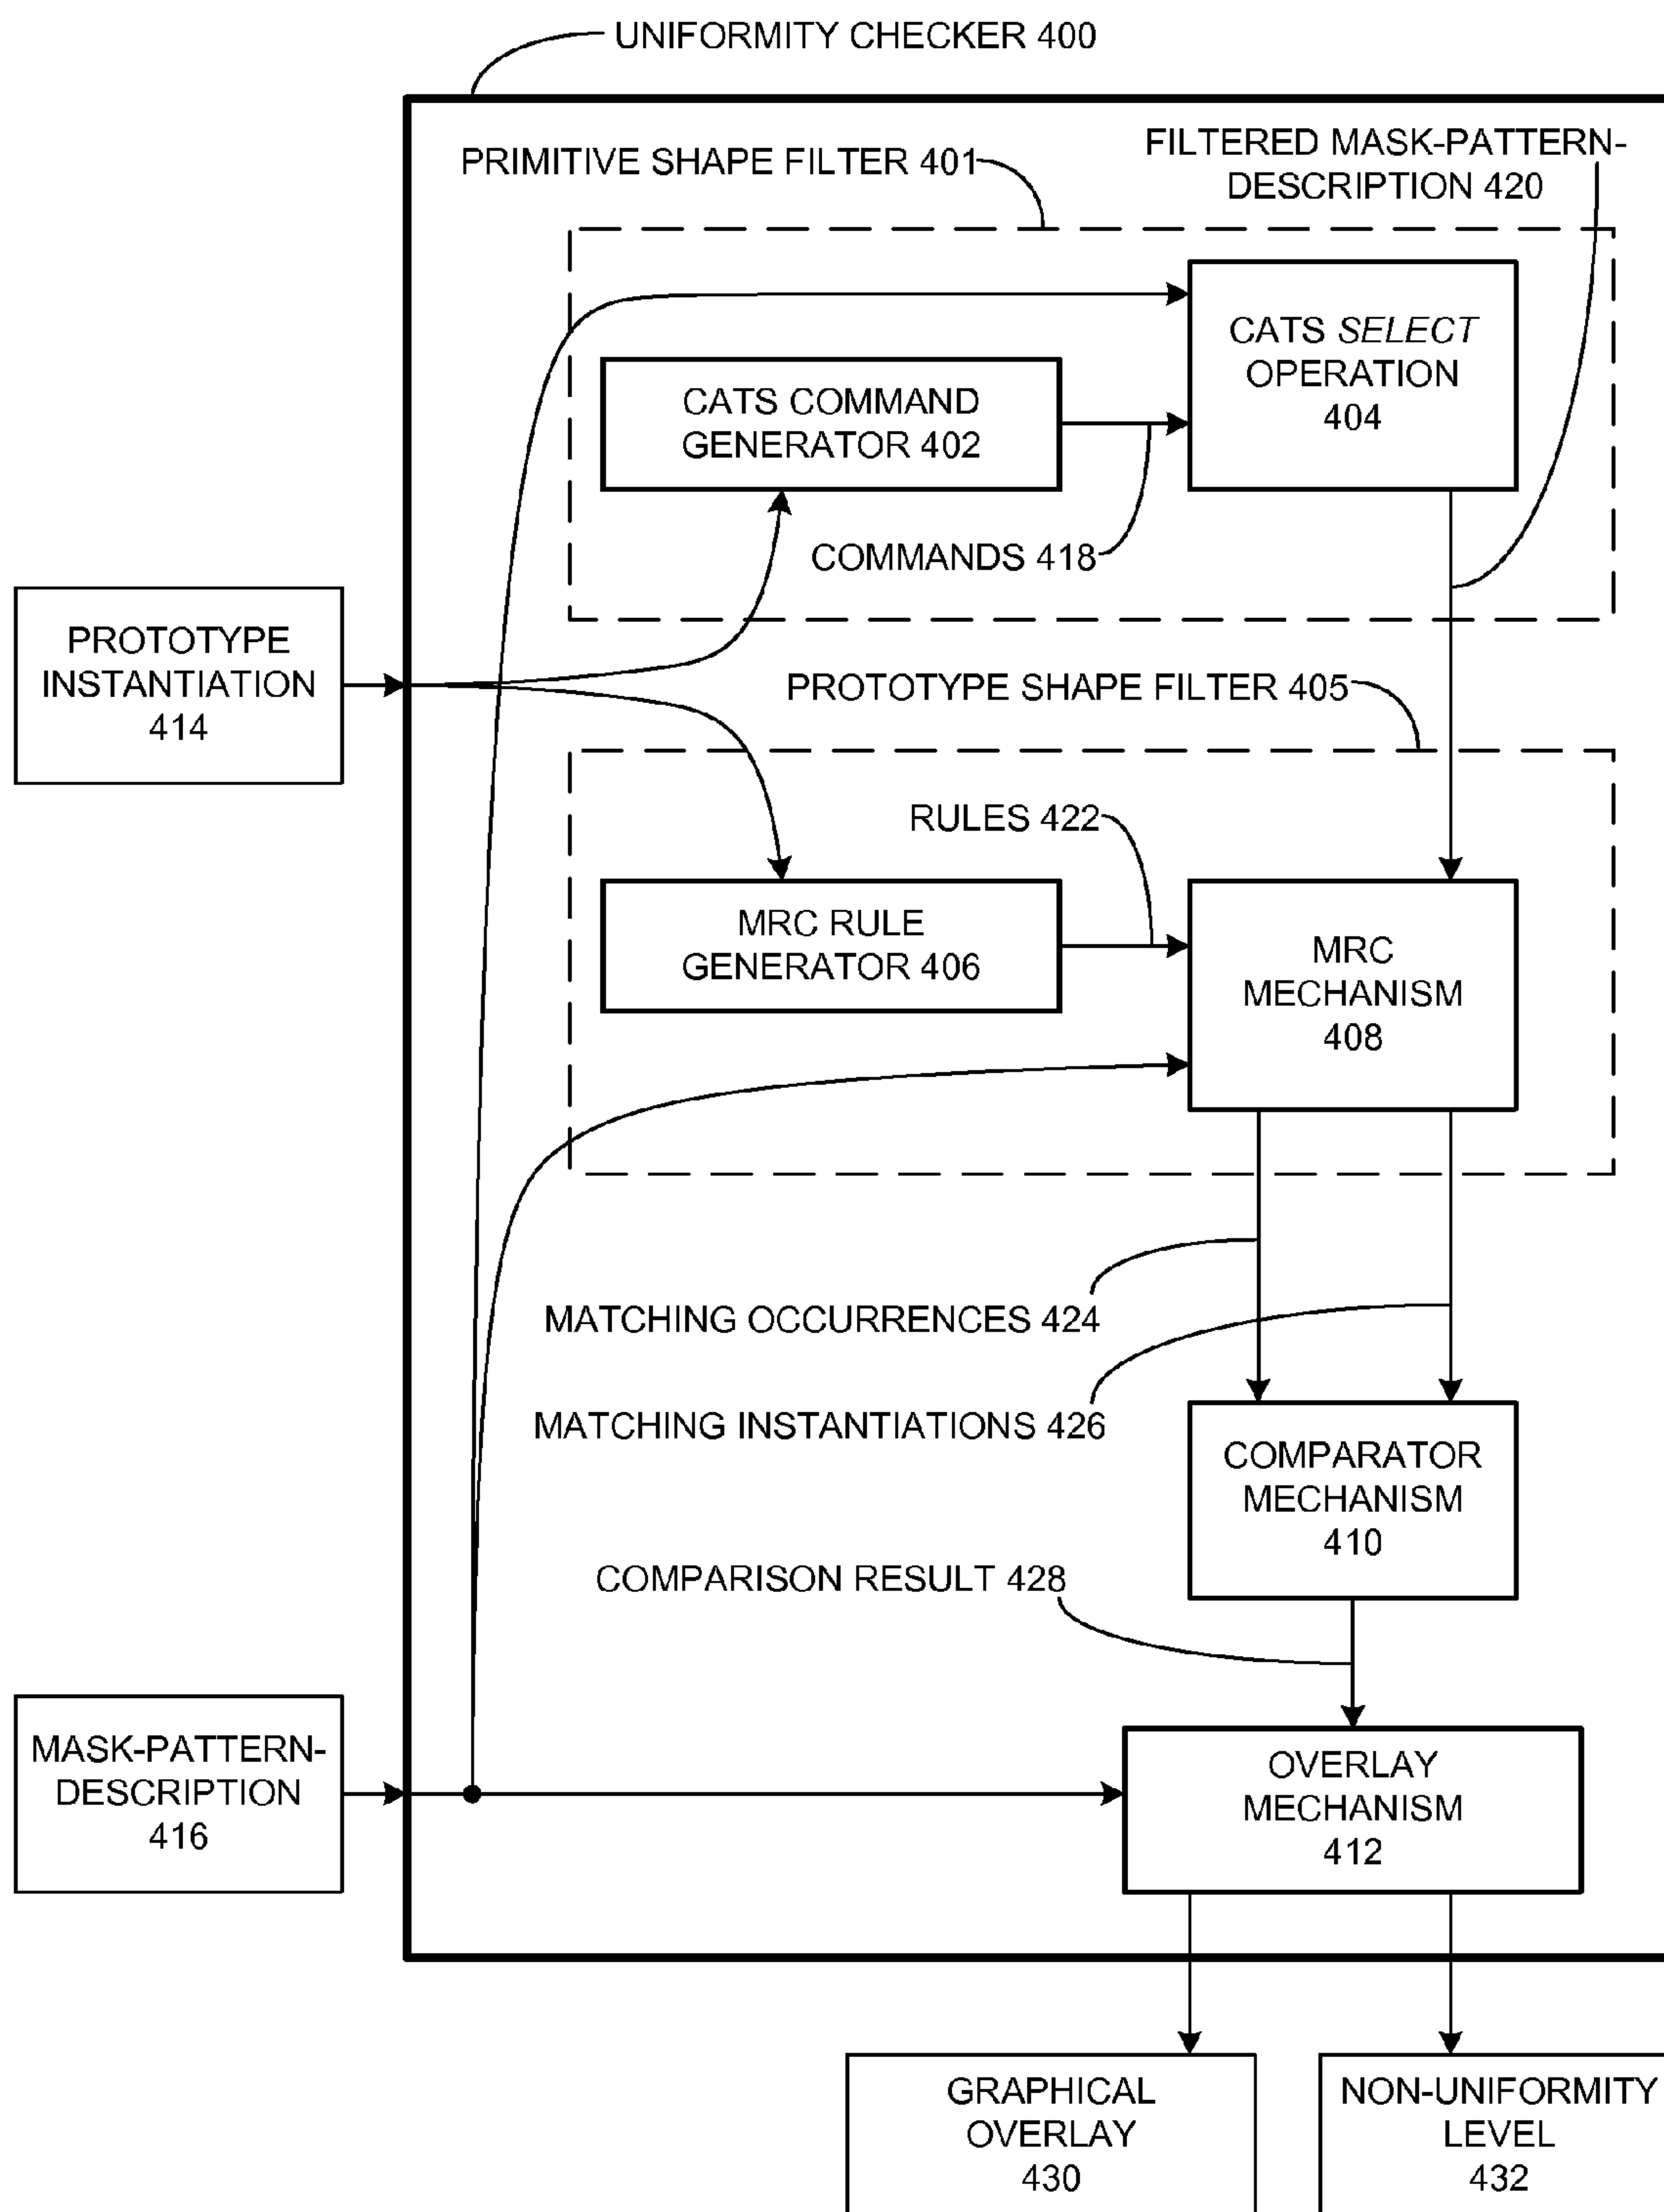 UNIFORMITY CHECKER 400
PRIMITIVE SHAPE FILTER 401
FILTERED MASK-PATTERN-
DESCRIPTION 420
CATS SELECT
OPERATION
404
CATS COMMAND
GENERATOR 402
COMMANDS 418
PROTOTYPE
INSTANTIATION
414
PROTOTYPE SHAPE FILTER 405
RULES 422
MRC RULE
GENERATOR 406
MRC
MECHANISM
408
MATCHING OCCURRENCES 424
MATCHING INSTANTIATIONS 426
COMPARATOR
MECHANISM
410
COMPARISON RESULT 428
MASK-PATTERN-
DESCRIPTION
416
OVERLAY
MECHANISM
412
GRAPHICAL
OVERLAY
430
NON-UNIFORMITY
LEVEL
432